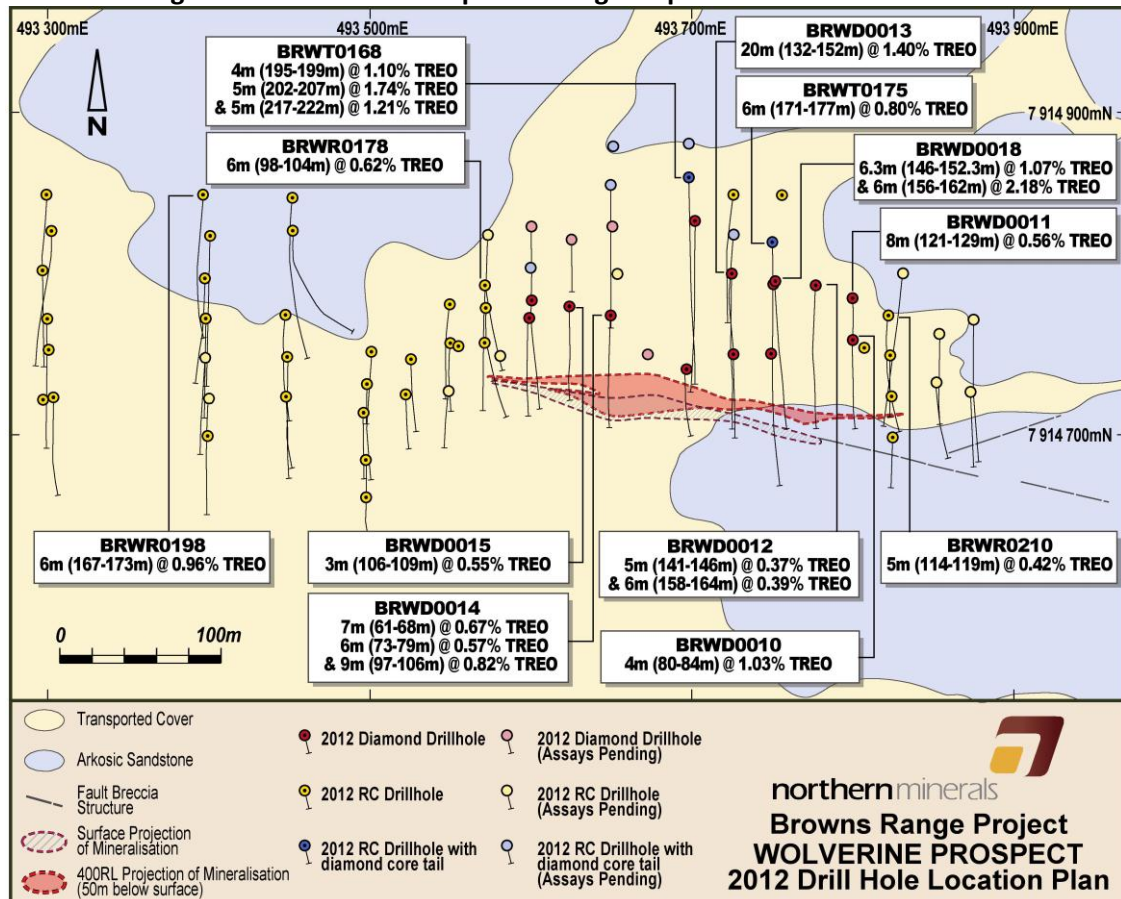 493 300mE
493 500mE
493 700mE
493 900mE
N
BRWT0168
4m (195-199m) @ 1.10% TREO
5m (202-207m) @ 1.74% TREO
& 5m (217-222m) @ 1.21% TREO
BRWR0178
6m (98-104m) @ 0.62% TREO
BRWD0013
20m (132-152m) @ 1.40% TREO
BRWT0175
6m (171-177m) @ 0.80% TREO
7 914 900mN
BRWD0018
6.3m (146-152.3m) @ 1.07% TREO
& 6m (156-162m) @ 2.18% TREO
BRWD0011
8m (121-129m) @ 0.56% TREO
7 914 700mN
BRWR0198
6m (167-173m) @ 0.96% TREO
BRWD0015
3m (106-109m) @ 0.55% TREO
BRWD0012
5m (141-146m) @ 0.37% TREO
& 6m (158-164m) @ 0.39% TREO
BRWR0210
5m (114-119m) @ 0.42% TREO
BRWD0014
7m (61-68m) @ 0.67% TREO
6m (73-79m) @ 0.57% TREO
& 9m (97-106m) @ 0.82% TREO
BRWD0010
4m (80-84m) @ 1.03% TREO
0
100m
Transported Cover
Arkosic Sandstone
Fault Breccia
Structure
Surface Projection
of Mineralisation
400RL Projection of Mineralisation
(50m below surface)
2012 Diamond Drillhole
2012 RC Drillhole
2012 RC Drillhole with
diamond core tail
2012 Diamond Drillhole
(Assays Pending)
2012 RC Drillhole
(Assays Pending)
2012 RC Drillhole with
diamond core tail
(Assays Pending)
northernminerals
Browns Range Project
WOLVERINE PROSPECT
2012 Drill Hole Location Plan